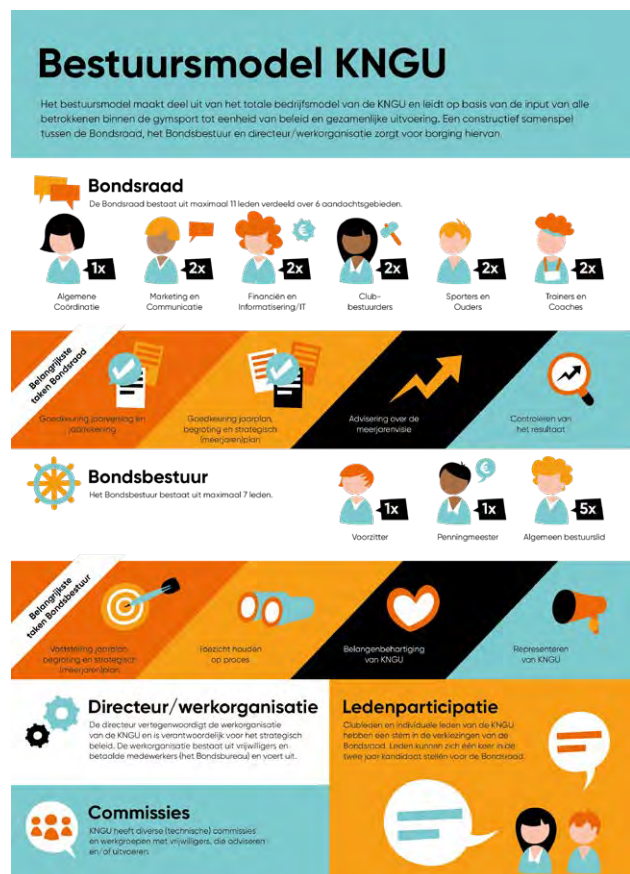 Bestuursmodel KNGU
Het bestuursmodel maakt deel uit van het totale bedrijfsmodel van de KNGU en leidt op basis van de input van alle
betrokkenen binnen de gymsport tot eenheid van beleid en gezamenlijke uitvoering. Een constructief samenspel
tussen de Bondsraad, het Bondsbestuur en directeur/werkorganisatie zorgt voor borging hiervan.
Bondsraad
De Bondsraad bestaat uit maximaal 11 leden verdeeld over 6 aandachtsgebieden.
1x
2x
2x
2x
2x
2x
Algemene
Coördinatie
Marketing en
Communicatie
Financiën en
Informatisering/IT
Club-
bestuurders
Sporters en
Ouders
Trainers en
Coaches
Belangrijkste
taken Bondsraad
Goedkeuring jaarverslag en
jaarrekening
Goedkeuring jaarplan,
begroting en strategisch
(meerjaren)plan
Advisering over de
meerjarenvisie
Controleren van
het resultaat
Bondsbestuur
Het Bondsbestuur bestaat uit maximaal 7 leden.
1x
1x
5x
Voorzitter
Penningmeester
Algemeen bestuurslid
Belangrijkste
taken Bondsbestuur
Vaststelling jaarplan,
begroting en strategisch
(meerjaren)plan
Toezicht houden
op proces
Belangenbehartiging
van KNGU
Representeren
van KNGU
Directeur/werkorganisatie
De directeur vertegenwoordigt de werkorganisatie
van de KNGU en is verantwoordelijk voor het strategisch
beleid. De werkorganisatie bestaat uit vrijwilligers en
betaalde medewerkers (het Bondsbureau) en voert uit.
Ledenparticipatie
Clubleden en individuele leden van de KNGU
hebben een stem in de verkiezingen van de
Bondsraad. Leden kunnen zich één keer in de
twee jaar kandidaat stellen voor de Bondsraad.
Commissies
KNGU heeft diverse (technische) commissies
en werkgroepen met vrijwilligers, die adviseren
en/of uitvoeren.